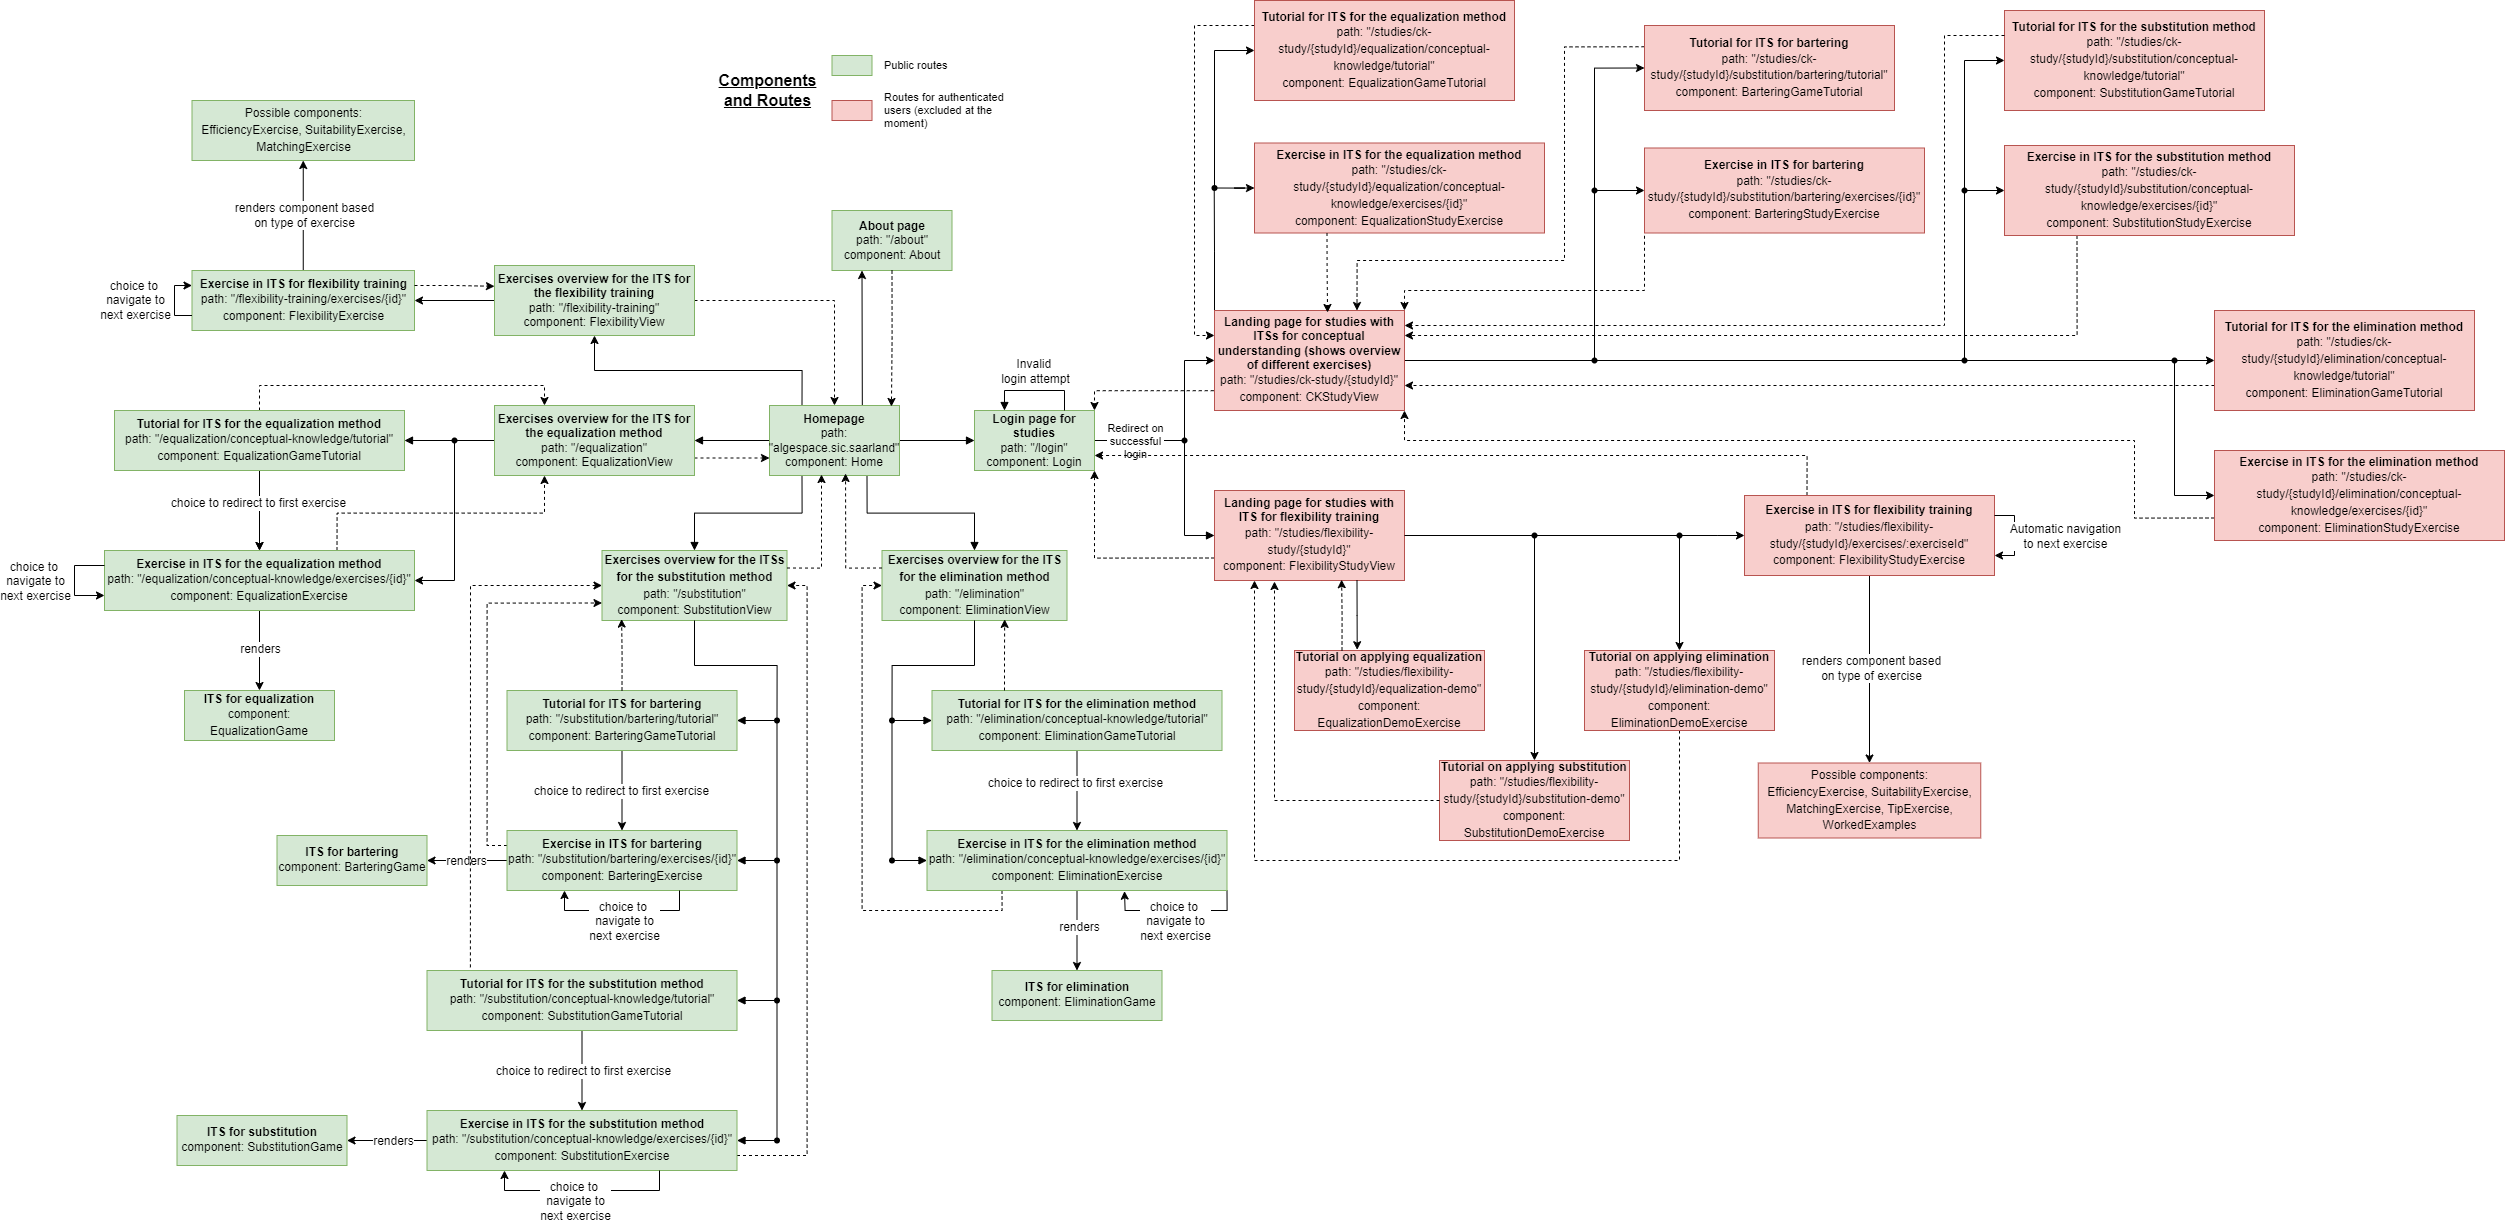 Components
and Routes
Public routes
Routes for authenticated
users (excluded at the
moment)
Possible components:
EfficiencyExercise, SuitabilityExercise,
MatchingExercise
renders component based
on type of exercise
choice to
navigate to
next exercise
Exercise in ITS for flexibility training
path: "/flexibility-training/exercises/{id}"
component: FlexibilityExercise
Exercises overview for the ITS for
the flexibility training
path: "/flexibility-training"
component: FlexibilityView
About page
path: "/about"
component: About
Tutorial for ITS for the equalization method
path: "/equalization/conceptual-knowledge/tutorial"
component: EqualizationGameTutorial
Exercises overview for the ITS for
the equalization method
path: "/equalization"
component: EqualizationView
Homepage
path:
"algespace.sic.saarland"
component: Home
Invalid
login attempt
Login page for
studies
path: "/login"
component: Login
Redirect on
successful
login
choice to redirect to first exercise
choice to
navigate to
next exercise
Exercise in ITS for the equalization method
path: "/equalization/conceptual-knowledge/exercises/{id}"
component: EqualizationExercise
renders
ITS for equalization
component:
EqualizationGame
Exercises overview for the ITSs
for the substitution method
path: "/substitution"
component: SubstitutionView
Exercises overview for the ITS
for the elimination method
path: "/elimination"
component: EliminationView
Tutorial for ITS for bartering
path: "/substitution/bartering/tutorial"
component: BarteringGameTutorial
choice to redirect to first exercise
Exercise in ITS for bartering
path: "/substitution/bartering/exercises/{id}"
component: BarteringExercise
renders
ITS for bartering
component: BarteringGame
choice to
navigate to
next exercise
Tutorial for ITS for the substitution method
path: "/substitution/conceptual-knowledge/tutorial"
component: SubstitutionGameTutorial
choice to redirect to first exercise
Exercise in ITS for the substitution method
path: "/substitution/conceptual-knowledge/exercises/{id}"
component: SubstitutionExercise
renders
ITS for substitution
component: SubstitutionGame
choice to
navigate to
next exercise
Tutorial for ITS for the elimination method
path: "/elimination/conceptual-knowledge/tutorial"
component: EliminationGameTutorial
choice to redirect to first exercise
Exercise in ITS for the elimination method
path: "/elimination/conceptual-knowledge/exercises/{id}"
component: EliminationExercise
renders
choice to
navigate to
next exercise
ITS for elimination
component: EliminationGame
Tutorial for ITS for the equalization method
path: "/studies/ck-
study/{studyId}/equalization/conceptual-
knowledge/tutorial"
component: EqualizationGameTutorial
Tutorial for ITS for bartering
path: "/studies/ck-
study/{studyId}/substitution/bartering/tutorial"
component: BarteringGameTutorial
Tutorial for ITS for the substitution method
path: "/studies/ck-
study/{studyId}/substitution/conceptual-
knowledge/tutorial"
component: SubstitutionGameTutorial
Exercise in ITS for the equalization method
path: "/studies/ck-
study/{studyId}/equalization/conceptual-
knowledge/exercises/{id}"
component: EqualizationStudyExercise
Exercise in ITS for bartering
path: "/studies/ck-
study/{studyId}/substitution/bartering/exercises/{id}"
component: BarteringStudyExercise
Exercise in ITS for the substitution method
path: "/studies/ck-
study/{studyId}/substitution/conceptual-
knowledge/exercises/{id}"
component: SubstitutionStudyExercise
Landing page for studies with
ITSs for conceptual
understanding (shows overview
of different exercises)
path: "/studies/ck-study/{studyId}"
component: CKStudyView
Tutorial for ITS for the elimination method
path: "/studies/ck-
study/{studyId}/elimination/conceptual-
knowledge/tutorial"
component: EliminationGameTutorial
Exercise in ITS for the elimination method
path: "/studies/ck-
study/{studyId}/elimination/conceptual-
knowledge/exercises/{id}"
component: EliminationStudyExercise
Landing page for studies with
ITS for flexibility training
path: "/studies/flexibility-
study/{studyId}"
component: FlexibilityStudyView
Exercise in ITS for flexibility training
path: "/studies/flexibility-
study/{studyId}/exercises/:exerciseId"
component: FlexibilityStudyExercise
Automatic navigation
to next exercise
Tutorial on applying equalization
path: "/studies/flexibility-
study/{studyId}/equalization-demo"
component:
EqualizationDemoExercise
Tutorial on applying elimination
path: "/studies/flexibility-
study/{studyId}/elimination-demo"
component:
EliminationDemoExercise
Tutorial on applying substitution
path: "/studies/flexibility-
study/{studyId}/substitution-demo"
component:
SubstitutionDemoExercise
renders component based
on type of exercise
Possible components:
EfficiencyExercise, SuitabilityExercise,
MatchingExercise, TipExercise,
WorkedExamples